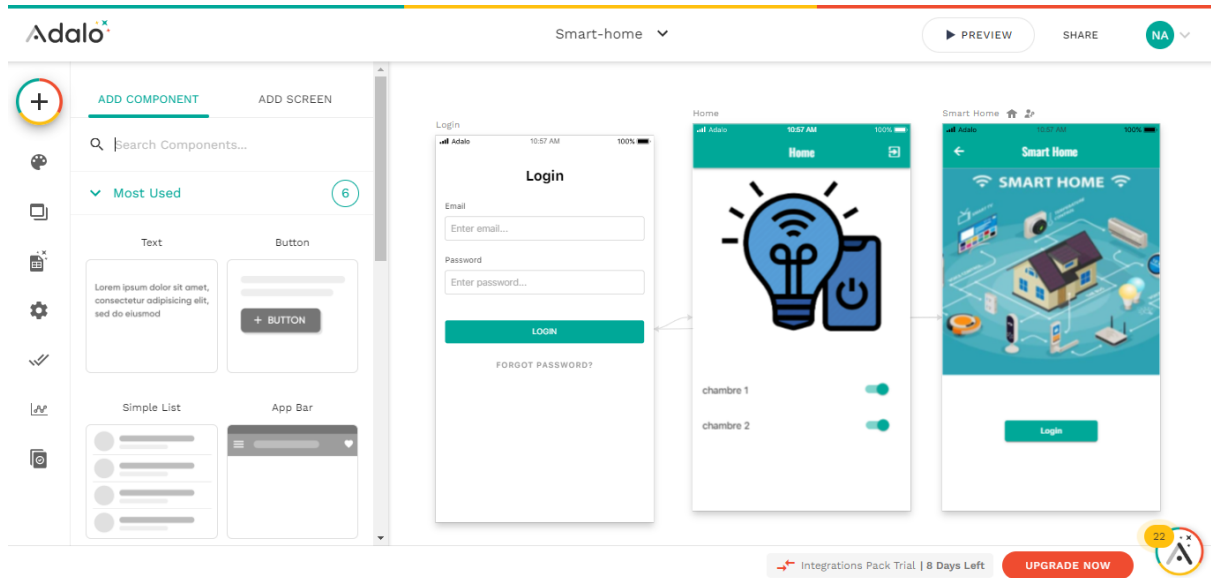 Adalo
Smart-home
PREVIEW
SHARE
NA
ADD COMPONENT
ADD SCREEN
Search Components...
Most Used
6
Text
Button
Lorem ipsum dolor sit amet,
consectetur adipisicing elit,
sed do eiusmod
+ BUTTON
Simple List
App Bar
Login
Adalo 10:57 AM 100%
Login
Email
Enter email...
Password
Enter password...
LOGIN
FORGOT PASSWORD?
Home
Adalo 10:57 AM 100%
Home
chambre 1
chambre 2
Smart Home
Adalo 10:57 AM 100%
Smart Home
SMART HOME
Login
Integrations Pack Trial | 8 Days Left
UPGRADE NOW
22